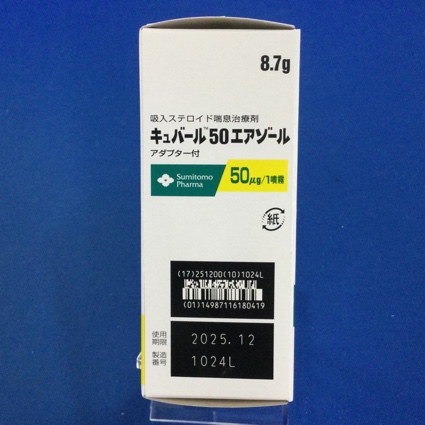 8.7g
吸入ステロイド喘息治療剤
キュバール™50エアゾール
アダプター付
Sumitomo
Pharma
50μg/1噴霧
紙
(17)251200(10)1024L
(01)14987116180419
使用
期限
2025.12
製造
番号
1024L